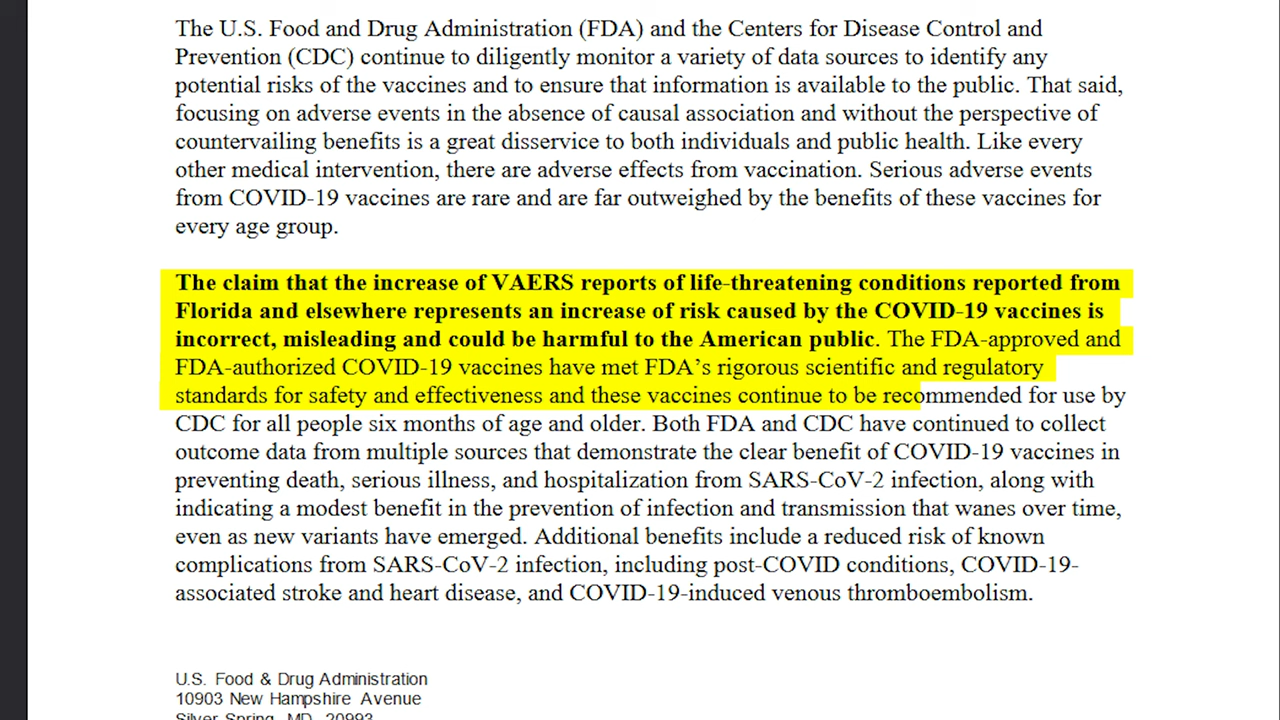 The U.S. Food and Drug Administration (FDA) and the Centers for Disease Control and
Prevention (CDC) continue to diligently monitor a variety of data sources to identify any
potential risks of the vaccines and to ensure that information is available to the public. That said,
focusing on adverse events in the absence of causal association and without the perspective of
countervailing benefits is a great disservice to both individuals and public health. Like every
other medical intervention, there are adverse effects from vaccination. Serious adverse events
from COVID-19 vaccines are rare and are far outweighed by the benefits of these vaccines for
every age group.
The claim that the increase of VAERS reports of life-threatening conditions reported from
Florida and elsewhere represents an increase of risk caused by the COVID-19 vaccines is
incorrect, misleading and could be harmful to the American public. The FDA-approved and
FDA-authorized COVID-19 vaccines have met FDA’s rigorous scientific and regulatory
standards for safety and effectiveness and these vaccines continue to be recommended for use by
CDC for all people six months of age and older. Both FDA and CDC have continued to collect
outcome data from multiple sources that demonstrate the clear benefit of COVID-19 vaccines in
preventing death, serious illness, and hospitalization from SARS-CoV-2 infection, along with
indicating a modest benefit in the prevention of infection and transmission that wanes over time,
even as new variants have emerged. Additional benefits include a reduced risk of known
complications from SARS-CoV-2 infection, including post-COVID conditions, COVID-19-
associated stroke and heart disease, and COVID-19-induced venous thromboembolism.
U.S. Food & Drug Administration
10903 New Hampshire Avenue
Silver Spring, MD 20993